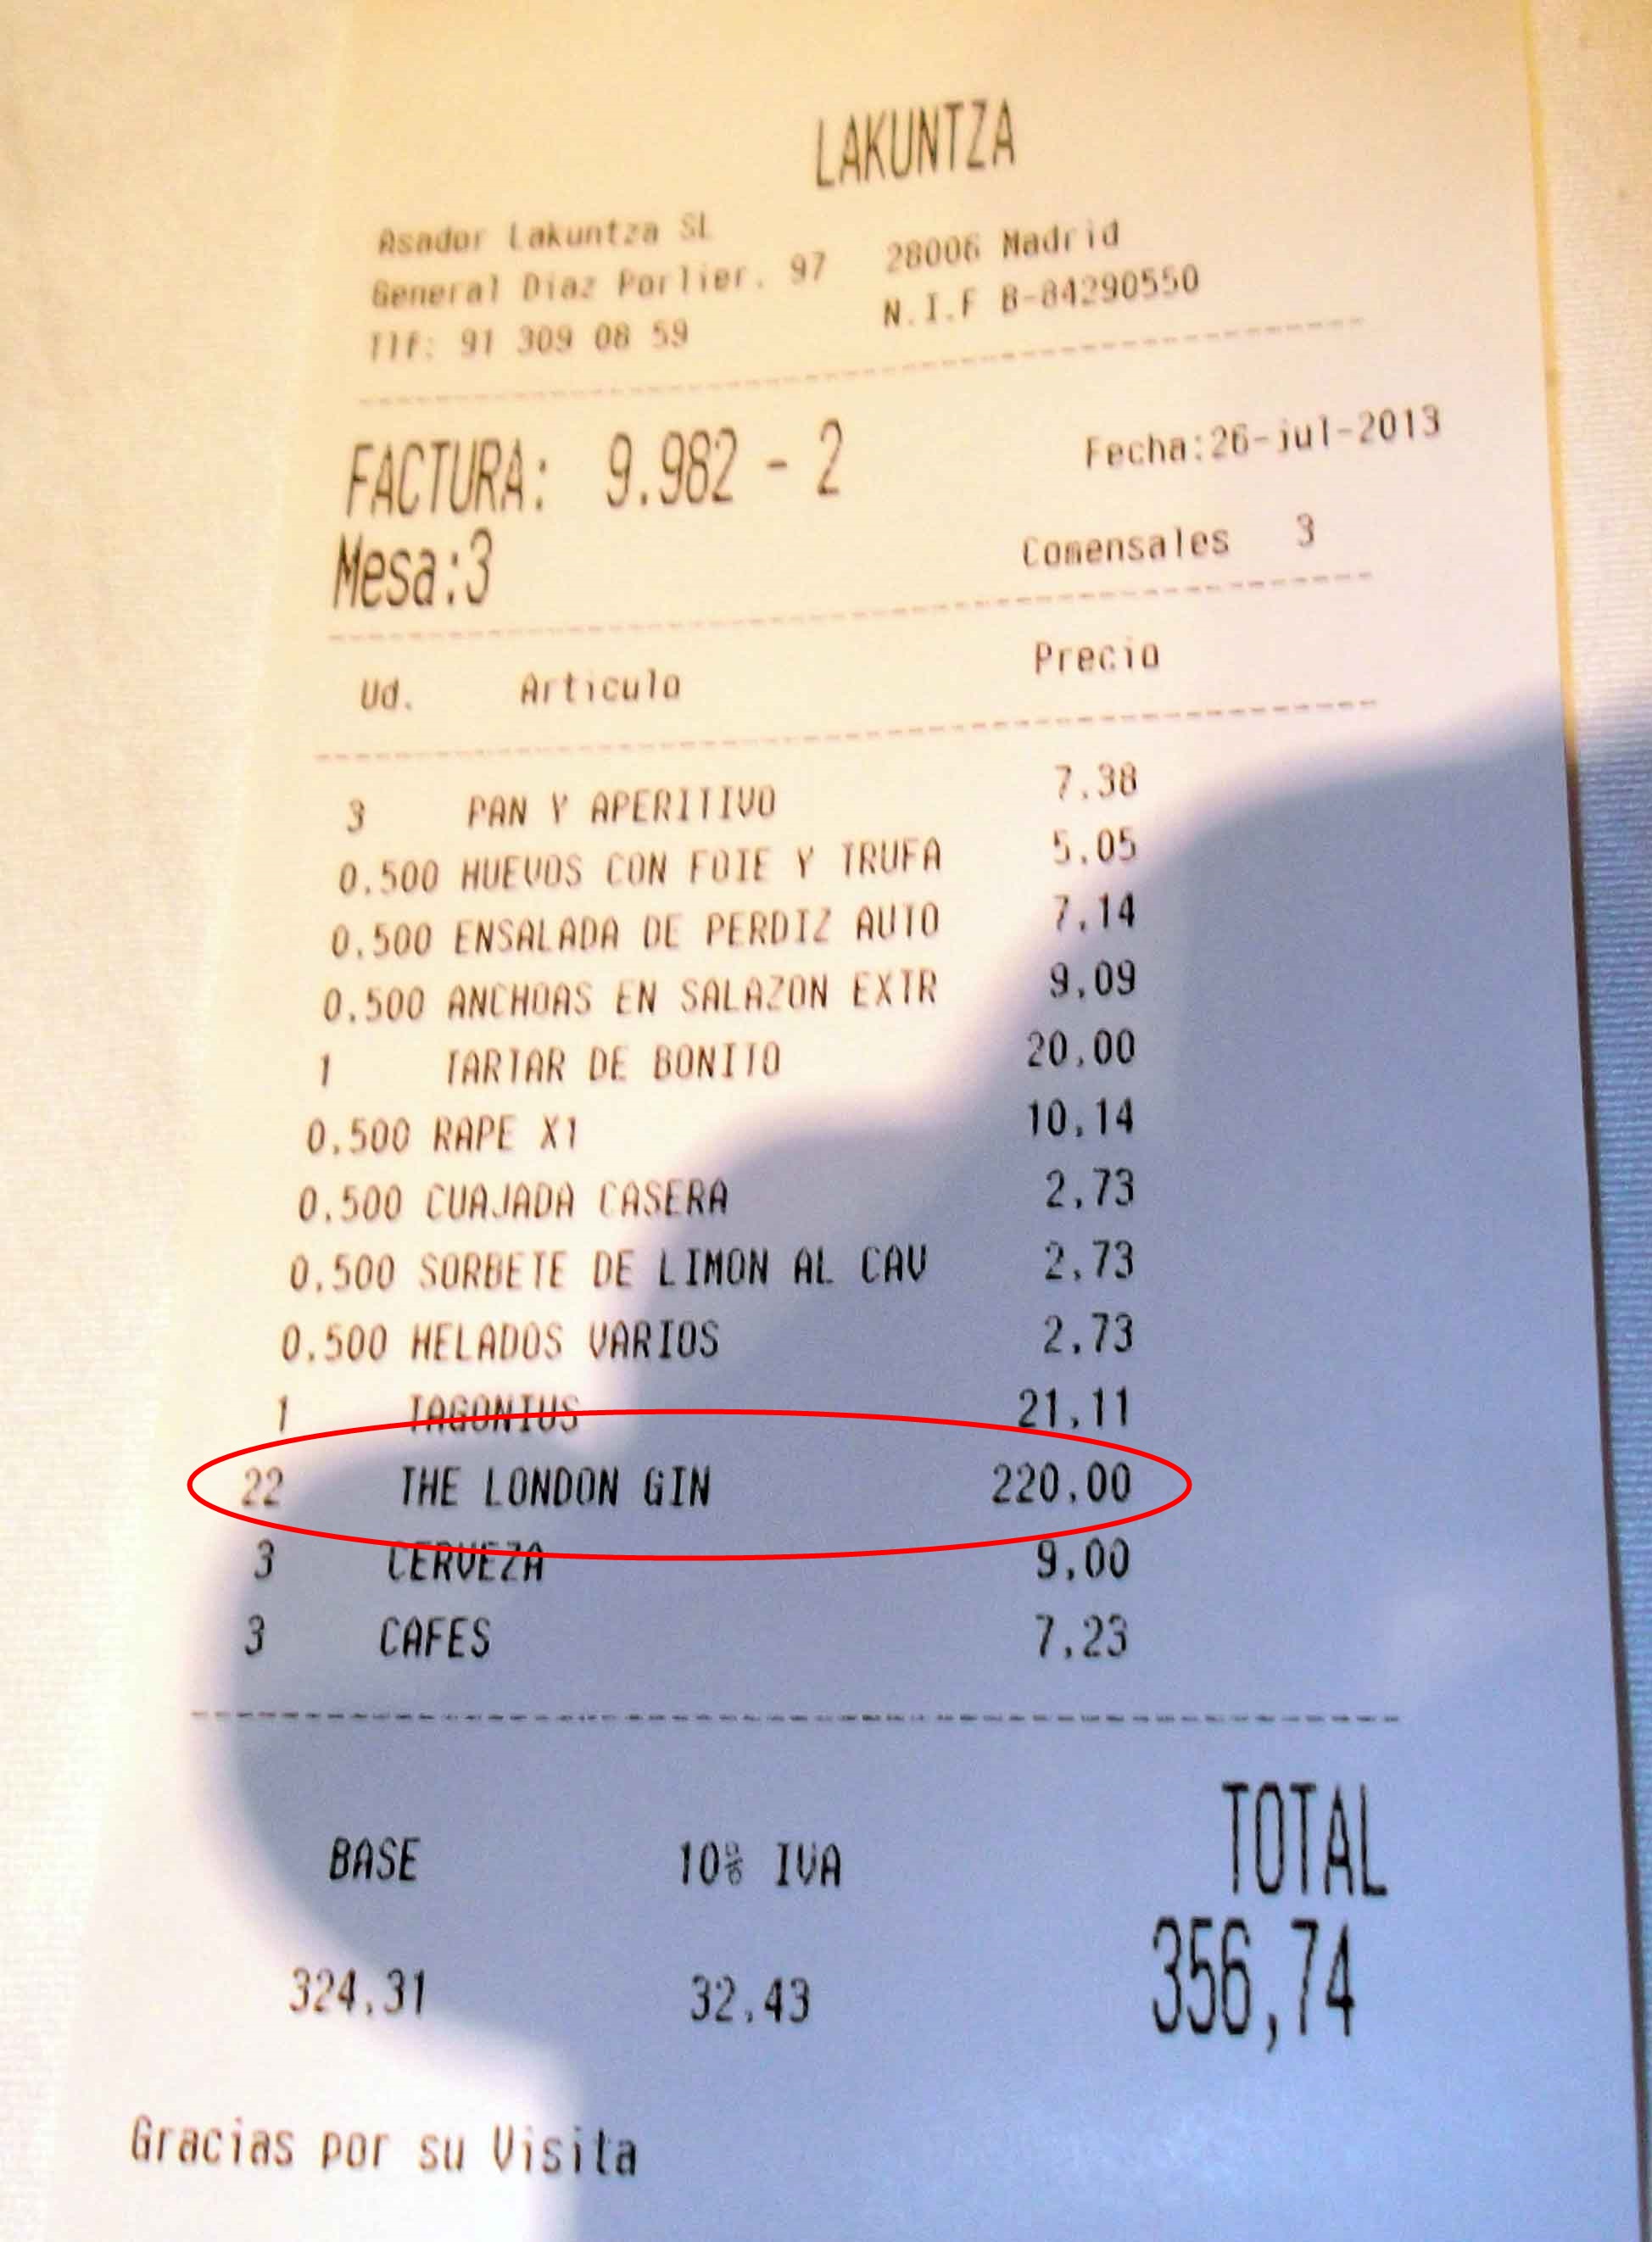 LAKUNTZA
Asador Lakuntza SL
General Diaz Porlier. 97 28006 Madrid
Tlf: 91 309 08 59 N.I.F B-84290550
FACTURA: 9.982 - 2 Fecha:26-jul-2013
Mesa:3 Comensales 3
Ud. Articulo Precio
3 PAN Y APERITIVO 7.38
0.500 HUEVOS CON FOIE Y TRUFA 5.05
0.500 ENSALADA DE PERDIZ AUTO 7,14
0.500 ANCHOAS EN SALAZON EXTR 9,09
1 TARTAR DE BONITO 20,00
0.500 RAPE X1 10,14
0.500 CUAJADA CASERA 2,73
0.500 SORBETE DE LIMON AL CAV 2,73
0.500 HELADOS VARIOS 2,73
1 TAGONIUS 21,11
22 THE LONDON GIN 220,00
3 CERVEZA 9,00
3 CAFES 7,23
BASE 10% IVA TOTAL
324,31 32,43 356,74
Gracias por su Visita